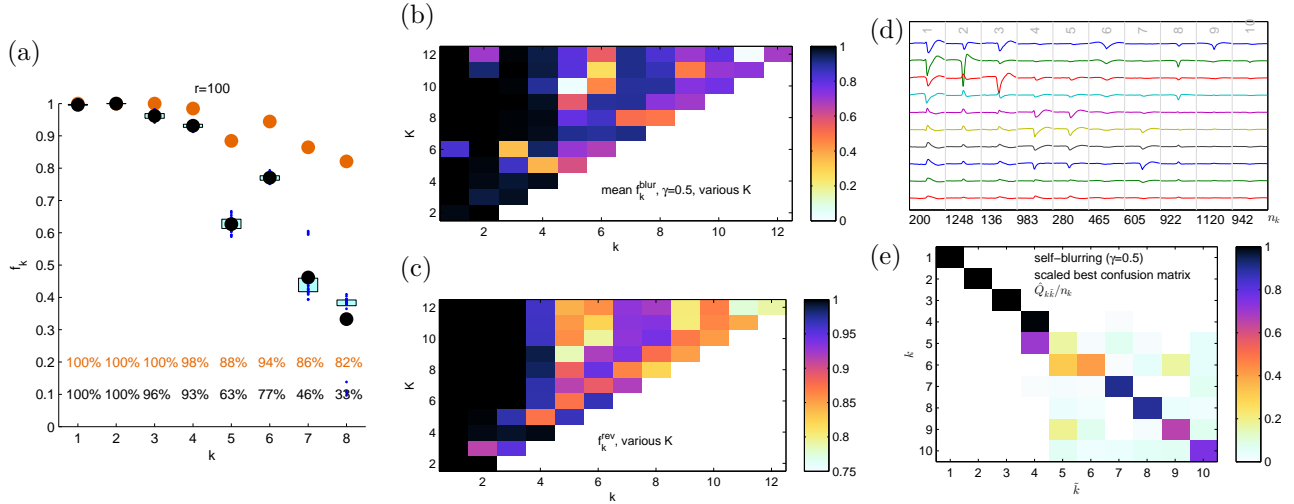 (a)
r=100
1
0.9
0.8
0.7
0.6
0.5
0.4
0.3
0.2
0.1
0
f_k
100% 100% 100% 98% 88% 94% 86% 82%
100% 100% 96% 93% 63% 77% 46% 33%
1 2 3 4 5 6 7 8
k
(b)
12
10
8
6
4
2
K
mean f_k^blur, γ=0.5, various K
2 4 6 8 10 12
k
1
0.8
0.6
0.4
0.2
0
(c)
12
10
8
6
4
2
K
f_k^rev, various K
2 4 6 8 10 12
k
1
0.95
0.9
0.85
0.8
0.75
(d)
1 2 3 4 5 6 7 8 9 10
200 1248 136 983 280 465 605 922 1120 942 n_k
(e)
1
2
3
4
5
6
7
8
9
10
k
self-blurring (γ=0.5)
scaled best confusion matrix
Q̂_{kk̃}/n_k
1 2 3 4 5 6 7 8 9 10
k̃
1
0.8
0.6
0.4
0.2
0